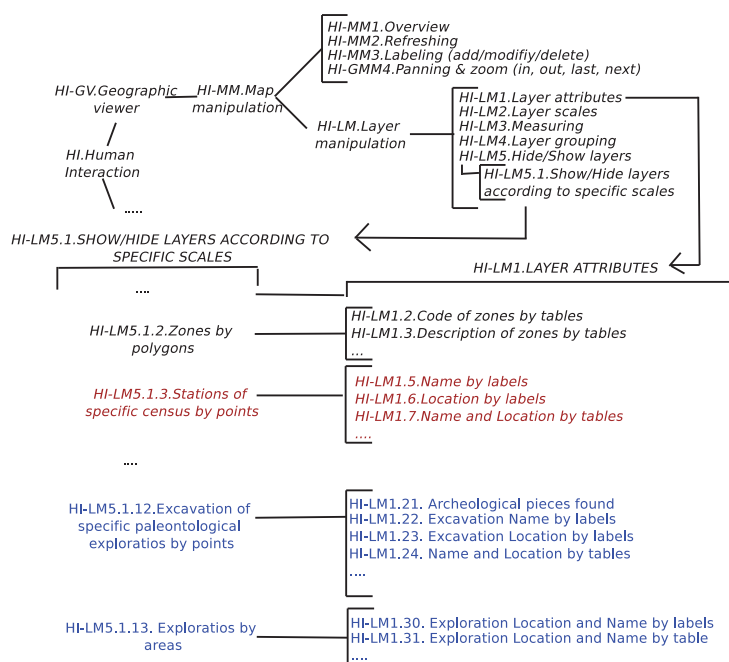 HI-MM1.Overview
HI-MM2.Refreshing
HI-MM3.Labeling (add/modifiy/delete)
HI-GMM4.Panning & zoom (in, out, last, next)
HI-GV.Geographic
viewer
HI-MM.Map
manipulation
HI-LM.Layer
manipulation
HI-LM1.Layer attributes
HI-LM2.Layer scales
HI-LM3.Measuring
HI-LM4.Layer grouping
HI-LM5.Hide/Show layers
HI-LM5.1.Show/Hide layers
according to specific scales
HI.Human
Interaction
.....
HI-LM5.1.SHOW/HIDE LAYERS ACCORDING TO
SPECIFIC SCALES
HI-LM1.LAYER ATTRIBUTES
....
HI-LM5.1.2.Zones by
polygons
HI-LM1.2.Code of zones by tables
HI-LM1.3.Description of zones by tables
...
HI-LM5.1.3.Stations of
specific census by points
HI-LM1.5.Name by labels
HI-LM1.6.Location by labels
HI-LM1.7.Name and Location by tables
....
....
HI-LM5.1.12.Excavation of
specific paleontological
exploratios by points
HI-LM1.21. Archeological pieces found
HI-LM1.22. Excavation Name by labels
HI-LM1.23. Excavation Location by labels
HI-LM1.24. Name and Location by tables
....
HI-LM5.1.13. Exploratios by
areas
HI-LM1.30. Exploration Location and Name by labels
HI-LM1.31. Exploration Location and Name by table
....